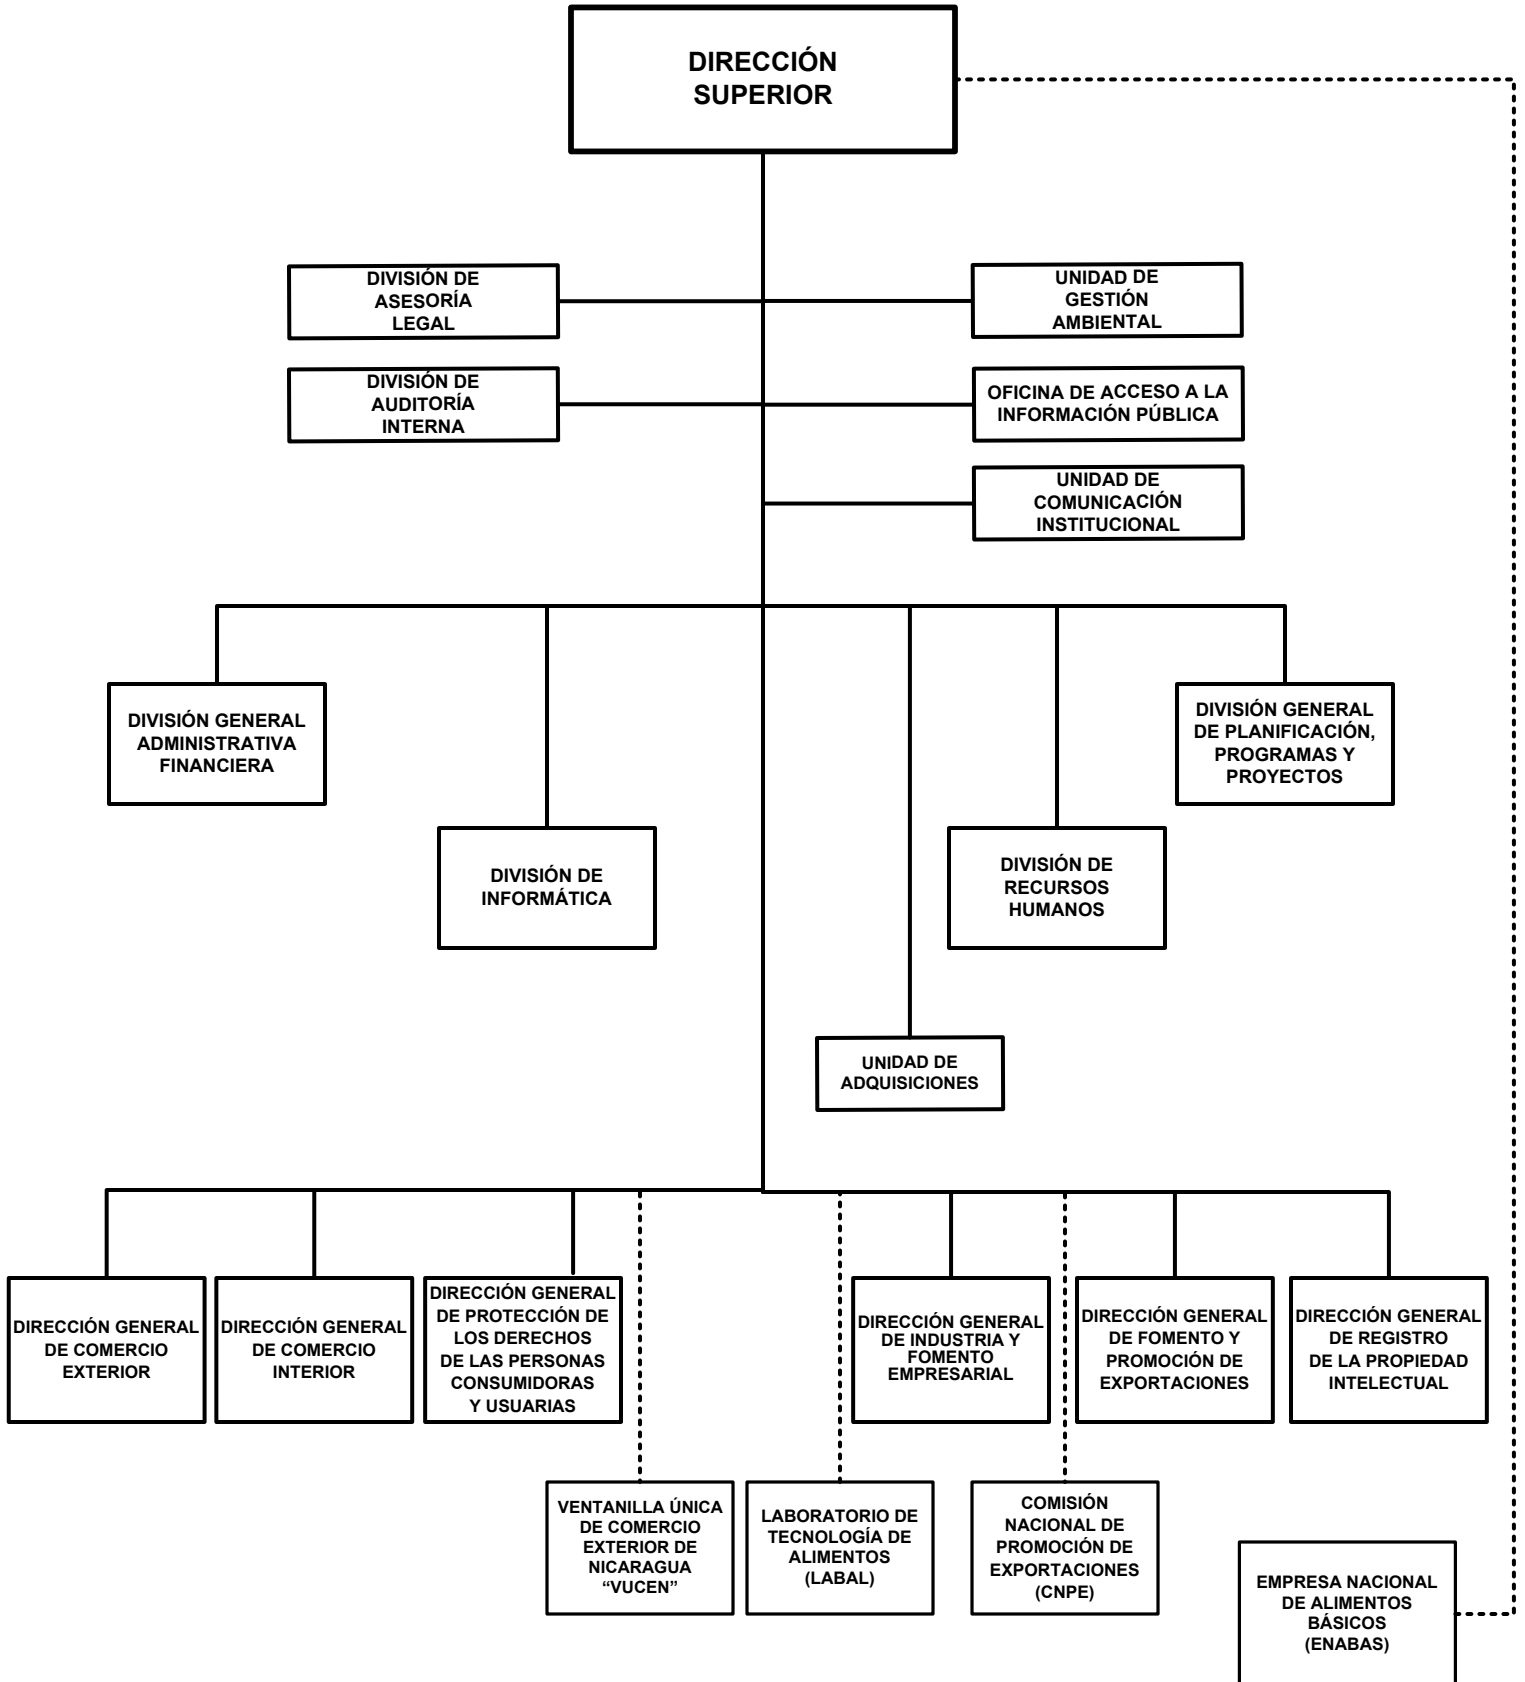 DIRECCIÓN
SUPERIOR
DIVISIÓN DE
ASESORÍA
LEGAL
UNIDAD DE
GESTIÓN
AMBIENTAL
DIVISIÓN DE
AUDITORÍA
INTERNA
OFICINA DE ACCESO A LA
INFORMACIÓN PÚBLICA
UNIDAD DE
COMUNICACIÓN
INSTITUCIONAL
DIVISIÓN GENERAL
ADMINISTRATIVA
FINANCIERA
DIVISIÓN GENERAL
DE PLANIFICACIÓN,
PROGRAMAS Y
PROYECTOS
DIVISIÓN DE
INFORMÁTICA
DIVISIÓN DE
RECURSOS
HUMANOS
UNIDAD DE
ADQUISICIONES
DIRECCIÓN GENERAL
DE COMERCIO
EXTERIOR
DIRECCIÓN GENERAL
DE COMERCIO
INTERIOR
DIRECCIÓN GENERAL
DE PROTECCIÓN DE
LOS DERECHOS
DE LAS PERSONAS
CONSUMIDORAS
Y USUARIAS
DIRECCIÓN GENERAL
DE INDUSTRIA Y
FOMENTO
EMPRESARIAL
DIRECCIÓN GENERAL
DE FOMENTO Y
PROMOCIÓN DE
EXPORTACIONES
DIRECCIÓN GENERAL
DE REGISTRO
DE LA PROPIEDAD
INTELECTUAL
VENTANILLA ÚNICA
DE COMERCIO
EXTERIOR DE
NICARAGUA
“VUCEN”
LABORATORIO DE
TECNOLOGÍA DE
ALIMENTOS
(LABAL)
COMISIÓN
NACIONAL DE
PROMOCIÓN DE
EXPORTACIONES
(CNPE)
EMPRESA NACIONAL
DE ALIMENTOS
BÁSICOS
(ENABAS)